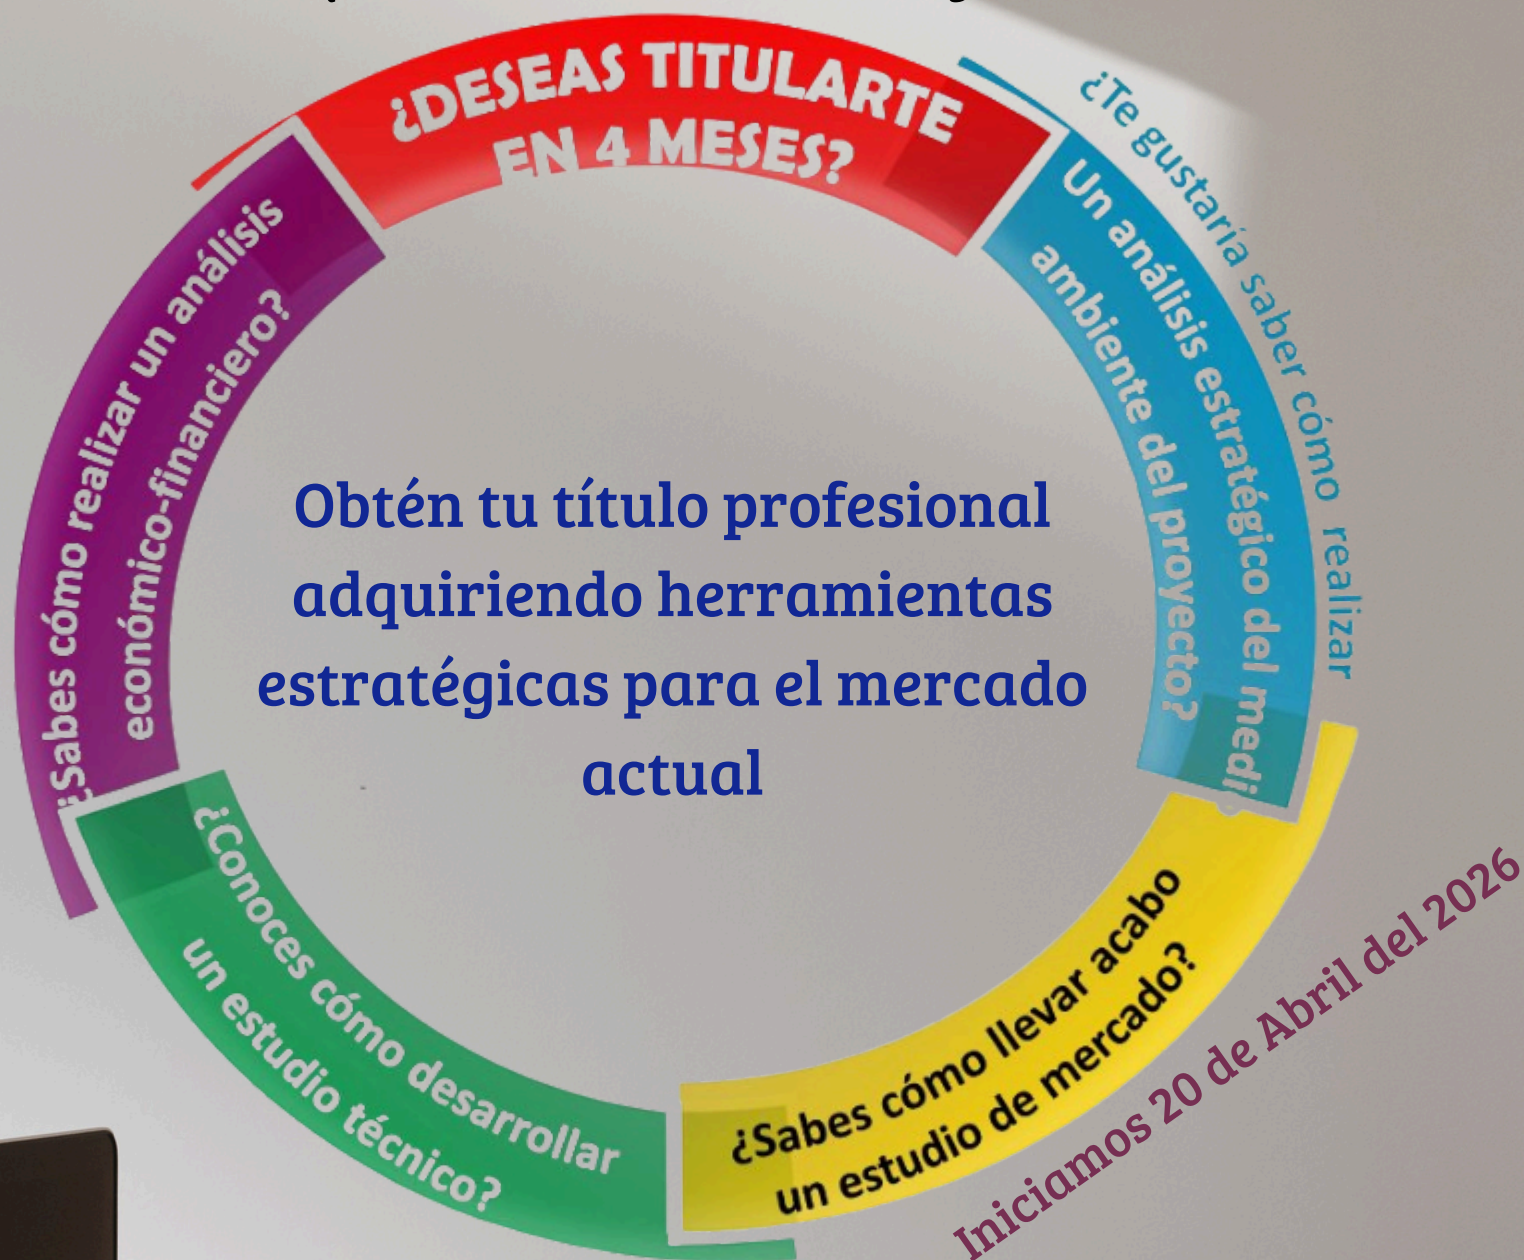 ¿DESEAS TITULARTE
EN 4 MESES?
¿Te gustaría saber cómo realizar
Un análisis estratégico del medio
ambiente del proyecto?
¿Sabes cómo llevar acabo
un estudio de mercado?
¿Conoces cómo desarrollar
un estudio técnico?
¿Sabes cómo realizar un análisis
económico-financiero?
Obtén tu título profesional
adquiriendo herramientas
estratégicas para el mercado
actual
Iniciamos 20 de Abril del 2026